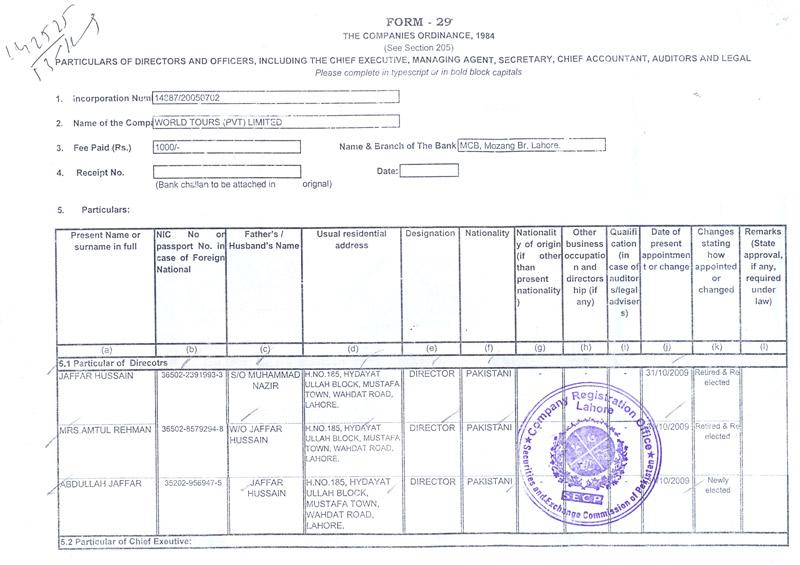 142525
FORM - 29
THE COMPANIES ORDINANCE, 1984
(See Section 205)
PARTICULARS OF DIRECTORS AND OFFICERS, INCLUDING THE CHIEF EXECUTIVE, MANAGING AGENT, SECRETARY, CHIEF ACCOUNTANT, AUDITORS AND LEGAL
Please complete in typescript or in bold block capitals
1. Incorporation Num 14887/20050702
2. Name of the Comp WORLD TOURS (PVT) LIMITED
3. Fee Paid (Rs.) 1000/- Name & Branch of The Bank MCB, Mozang Br, Lahore.
4. Receipt No. Date:
(Bank challan to be attached in orignal)
5. Particulars:
Present Name or surname in full
NIC No or passport No. in case of Foreign National
Father's / Husband's Name
Usual residential address
Designation
Nationality
Nationality of origin (if other than present nationality)
Other business occupation and directorship (if any)
Qualification (in case of auditors/legal advisers)
Date of present appointment or change
Changes stating how appointed or changed
Remarks (State approval, if any, required under law)
(a) (b) (c) (d) (e) (f) (g) (h) (i) (j) (k) (l)
5.1 Particular of Direcotrs
JAFFAR HUSSAIN 36502-2391993-3 S/O MUHAMMAD NAZIR H.NO.185, HYDAYAT ULLAH BLOCK, MUSTAFA TOWN, WAHDAT ROAD, LAHORE. DIRECTOR PAKISTANI - - - 31/10/2009 Retired & Re elected
MRS.AMTUL REHMAN 36502-8579294-8 W/O JAFFAR HUSSAIN H.NO.185, HYDAYAT ULLAH BLOCK, MUSTAFA TOWN, WAHDAT ROAD, LAHORE. DIRECTOR PAKISTANI /10/2009 Retired & Re elected
ABDULLAH JAFFAR 35202-956947-5 JAFFAR HUSSAIN H.NO.185, HYDAYAT ULLAH BLOCK, MUSTAFA TOWN, WAHDAT ROAD, LAHORE. DIRECTOR PAKISTANI /10/2009 Newly elected
Company Registration Office
Lahore
SECP
Securities and Exchange Commission of Pakistan
5.2 Particular of Chief Exiutive: